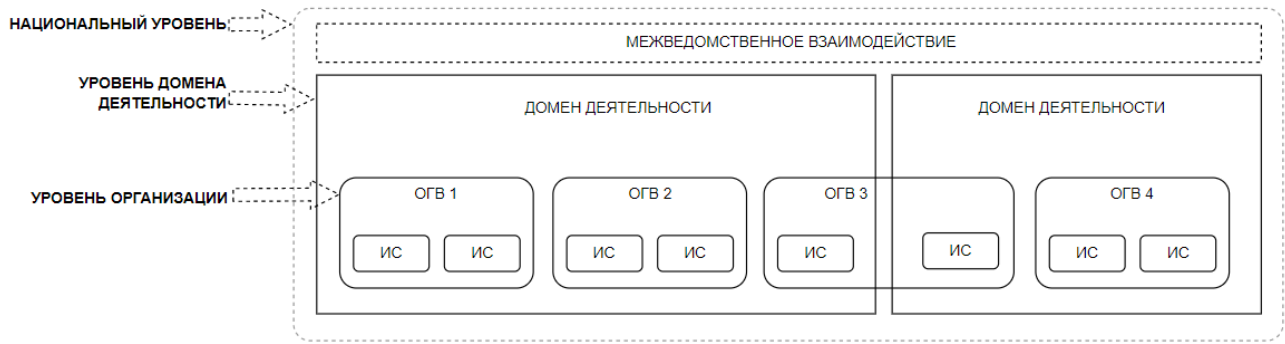 НАЦИОНАЛЬНЫЙ УРОВЕНЬ
МЕЖВЕДОМСТВЕННОЕ ВЗАИМОДЕЙСТВИЕ
УРОВЕНЬ ДОМЕНА
ДЕЯТЕЛЬНОСТИ
ДОМЕН ДЕЯТЕЛЬНОСТИ
ДОМЕН ДЕЯТЕЛЬНОСТИ
УРОВЕНЬ ОРГАНИЗАЦИИ
ОГВ 1
ОГВ 2
ОГВ 3
ОГВ 4
ИС
ИС
ИС
ИС
ИС
ИС
ИС
ИС